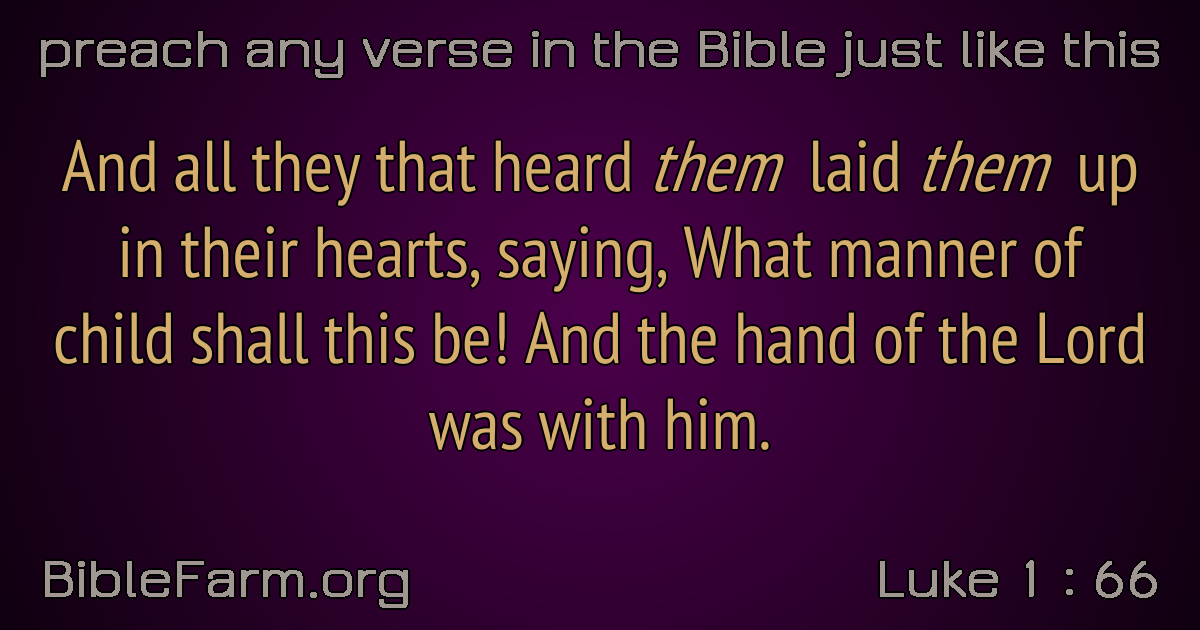 preach any verse in the Bible just like this
And all they that heard them laid them up
in their hearts, saying, What manner of
child shall this be! And the hand of the Lord
was with him.
BibleFarm.org
Luke 1 : 66